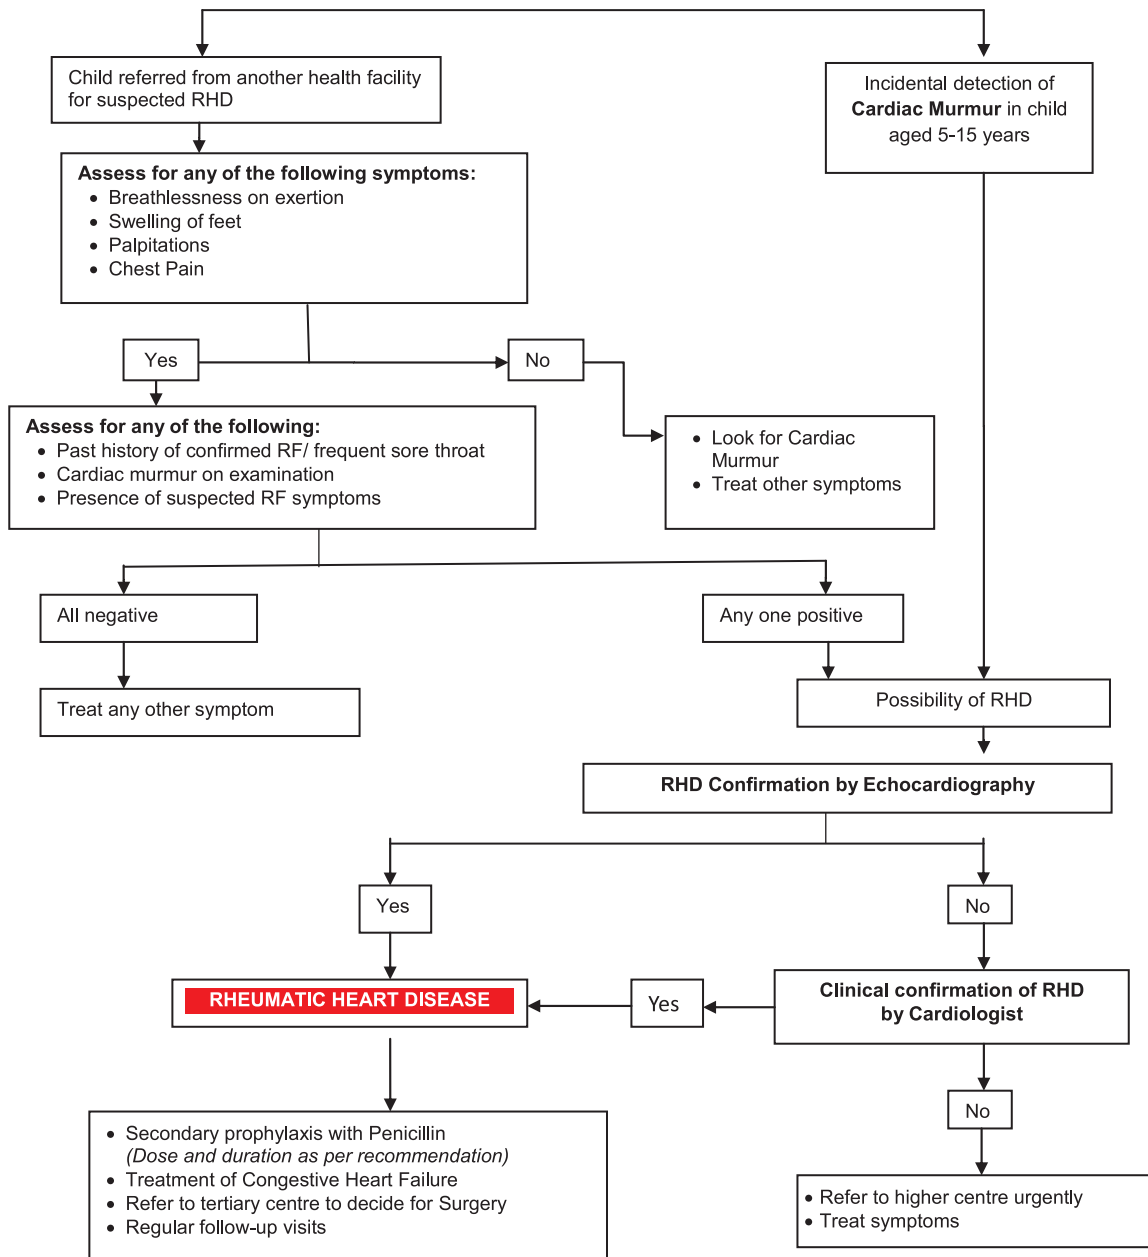 Child referred from another health facility
for suspected RHD
Incidental detection of
Cardiac Murmur in child
aged 5-15 years
Assess for any of the following symptoms:
• Breathlessness on exertion
• Swelling of feet
• Palpitations
• Chest Pain
Yes
No
Assess for any of the following:
• Past history of confirmed RF/ frequent sore throat
• Cardiac murmur on examination
• Presence of suspected RF symptoms
• Look for Cardiac
Murmur
• Treat other symptoms
All negative
Any one positive
Treat any other symptom
Possibility of RHD
RHD Confirmation by Echocardiography
Yes
No
RHEUMATIC HEART DISEASE
Yes
Clinical confirmation of RHD
by Cardiologist
No
• Secondary prophylaxis with Penicillin
(Dose and duration as per recommendation)
• Treatment of Congestive Heart Failure
• Refer to tertiary centre to decide for Surgery
• Regular follow-up visits
• Refer to higher centre urgently
• Treat symptoms